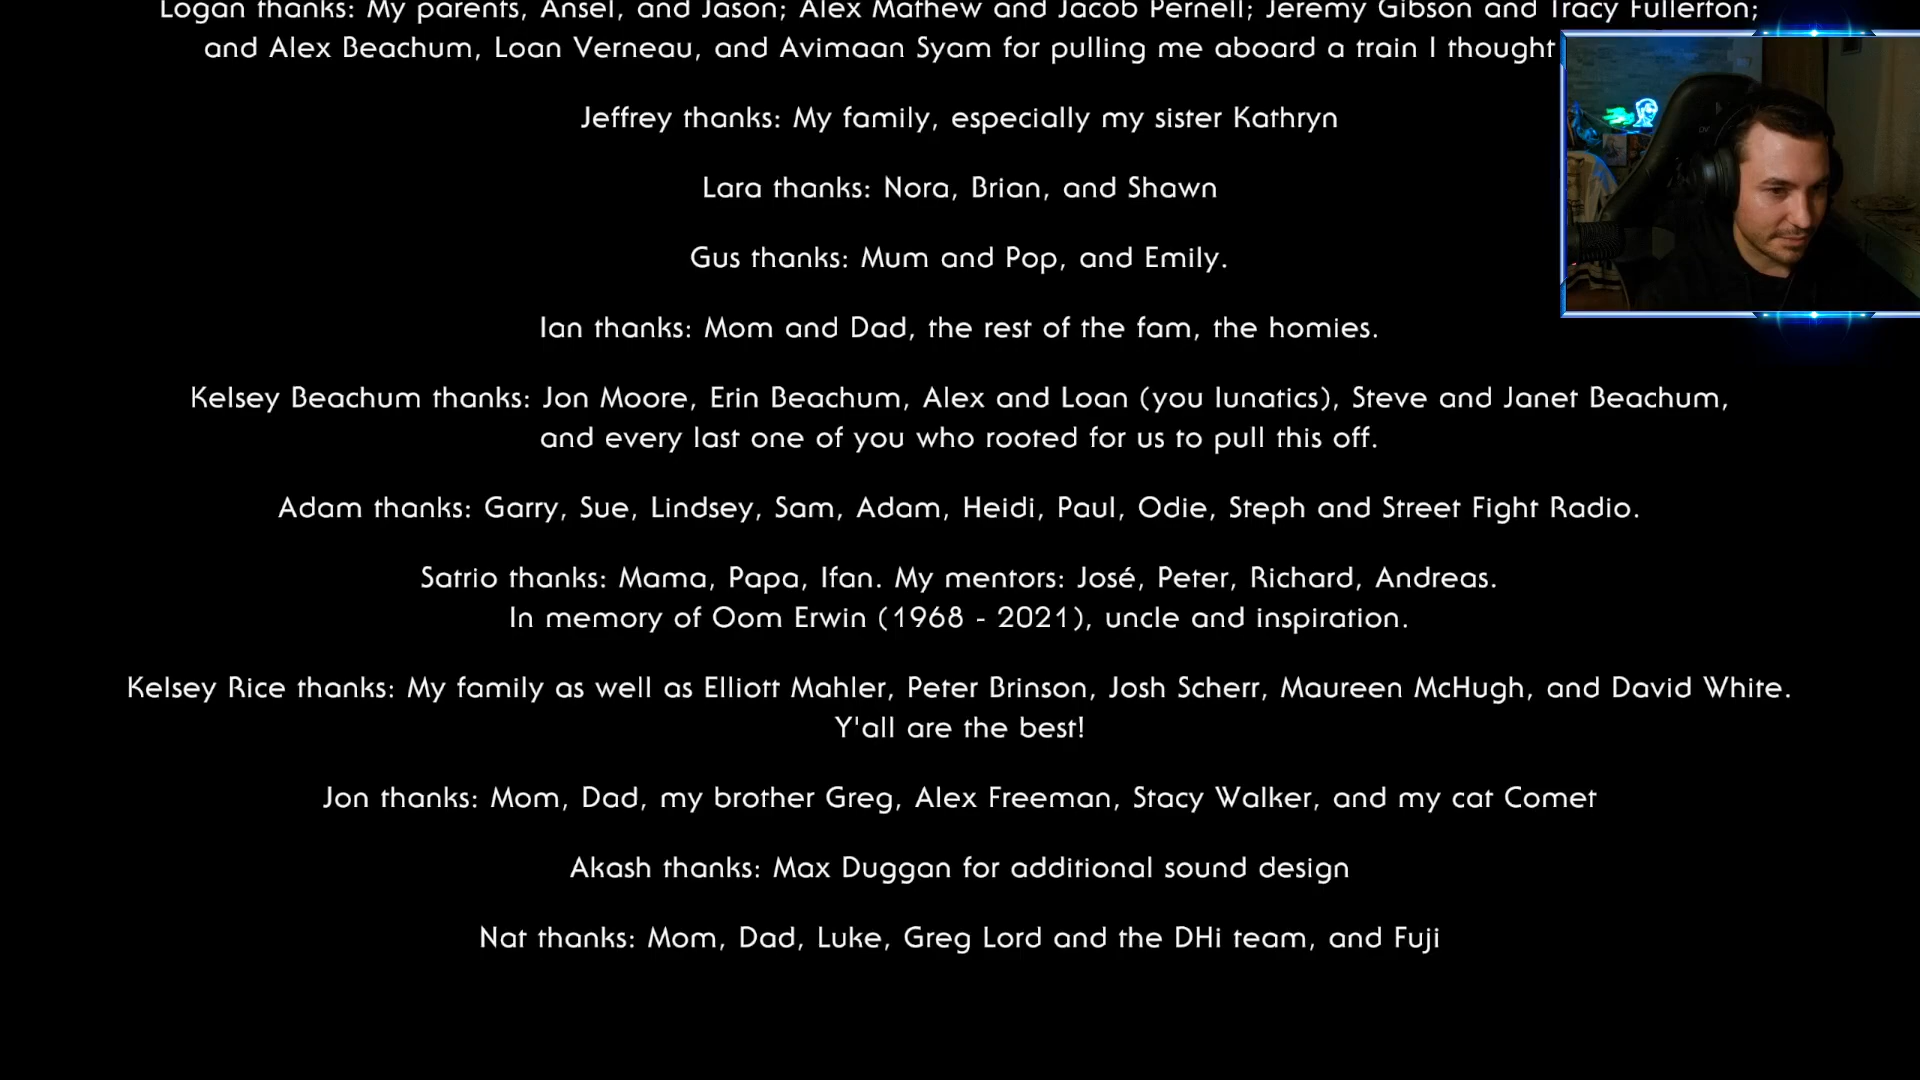 Logan thanks: My parents, Ansel, and Jason; Alex Mathew and Jacob Pernell; Jeremy Gibson and Tracy Fullerton;
and Alex Beachum, Loan Verneau, and Avimaan Syam for pulling me aboard a train I thought
Jeffrey thanks: My family, especially my sister Kathryn
Lara thanks: Nora, Brian, and Shawn
Gus thanks: Mum and Pop, and Emily.
Ian thanks: Mom and Dad, the rest of the fam, the homies.
Kelsey Beachum thanks: Jon Moore, Erin Beachum, Alex and Loan (you lunatics), Steve and Janet Beachum,
and every last one of you who rooted for us to pull this off.
Adam thanks: Garry, Sue, Lindsey, Sam, Adam, Heidi, Paul, Odie, Steph and Street Fight Radio.
Satrio thanks: Mama, Papa, Ifan. My mentors: José, Peter, Richard, Andreas.
In memory of Oom Erwin (1968 - 2021), uncle and inspiration.
Kelsey Rice thanks: My family as well as Elliott Mahler, Peter Brinson, Josh Scherr, Maureen McHugh, and David White.
Y'all are the best!
Jon thanks: Mom, Dad, my brother Greg, Alex Freeman, Stacy Walker, and my cat Comet
Akash thanks: Max Duggan for additional sound design
Nat thanks: Mom, Dad, Luke, Greg Lord and the DHi team, and Fuji